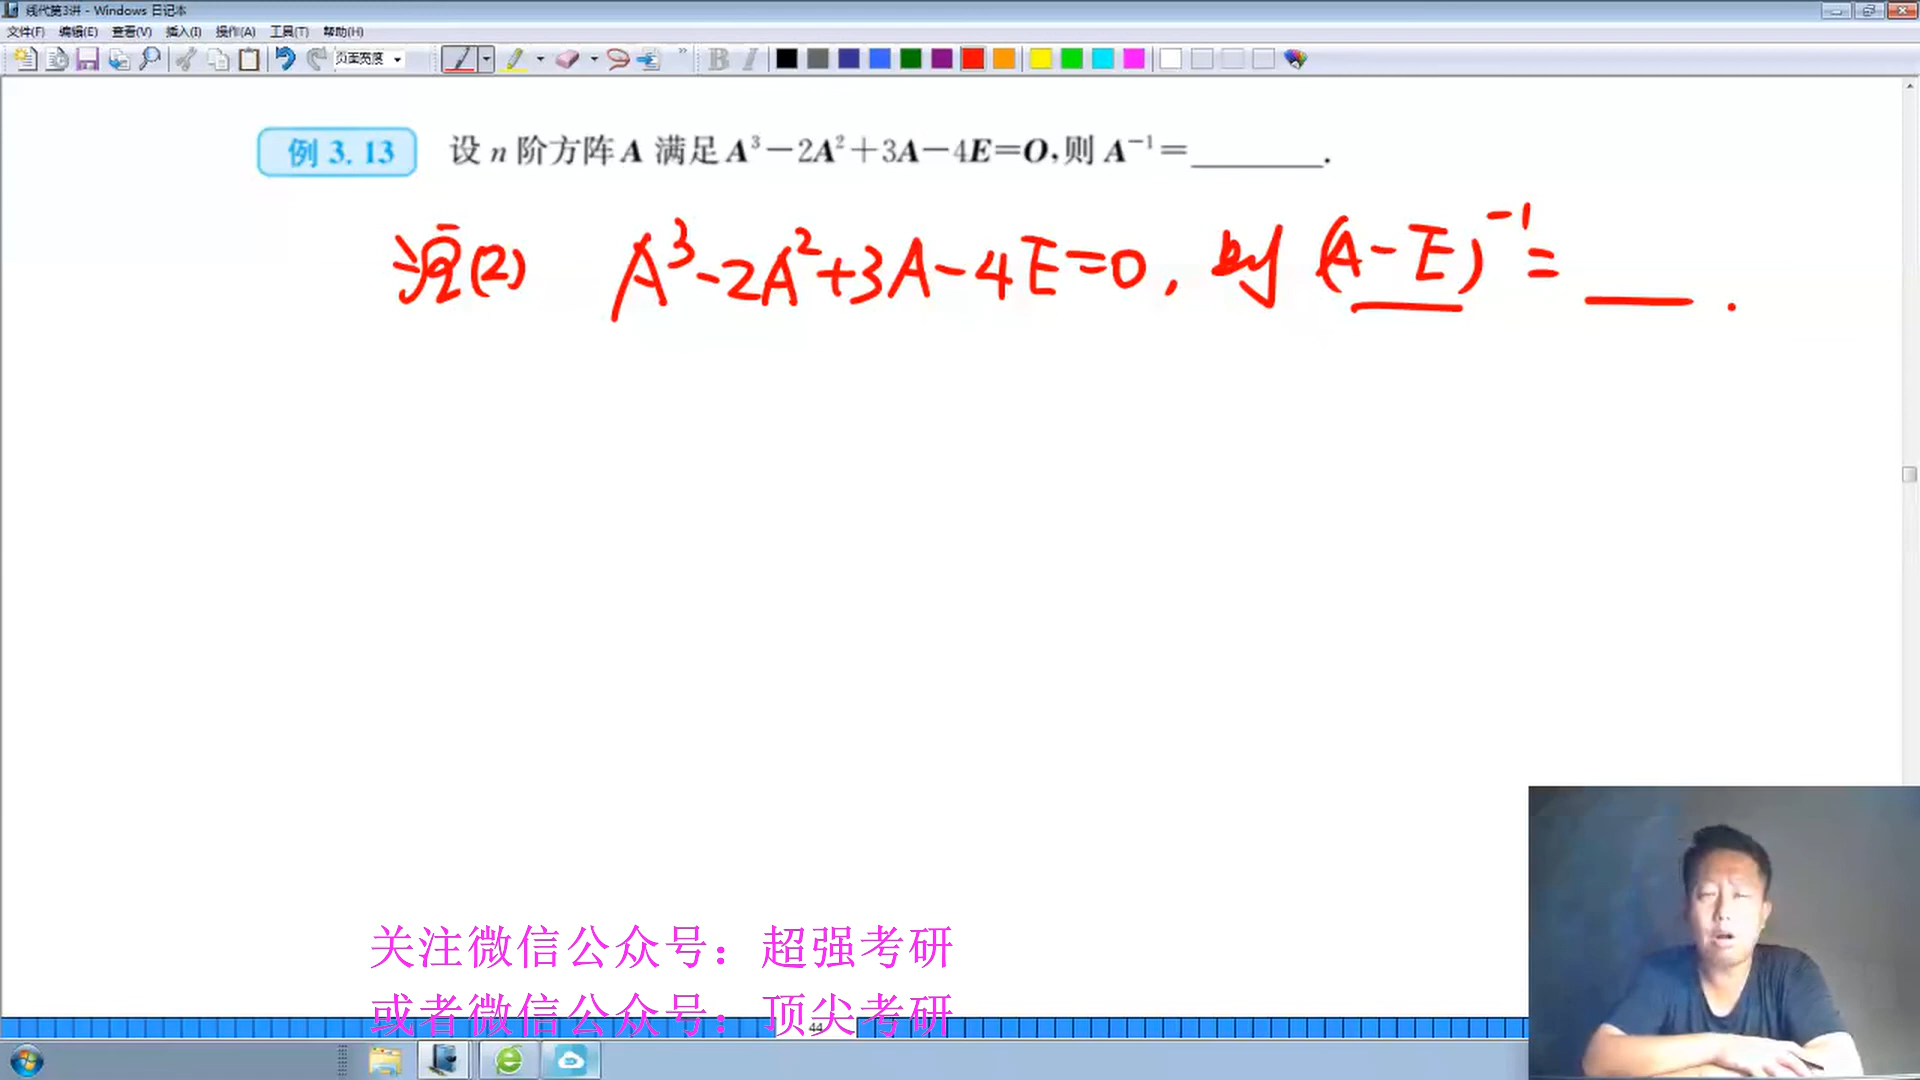 线代第3讲 - Windows 日记本
文件(F) 编辑(E) 查看(V) 插入(I) 操作(A) 工具(T) 帮助(H)
页面宽度
B I
例 3.13 设 n 阶方阵 A 满足 A³－2A²＋3A－4E＝O,则 A⁻¹＝________.
注(2) A³-2A²+3A-4E=0, 则 (A-E)⁻¹= ____ .
关注微信公众号：超强考研
或者微信公众号：顶尖考研
44